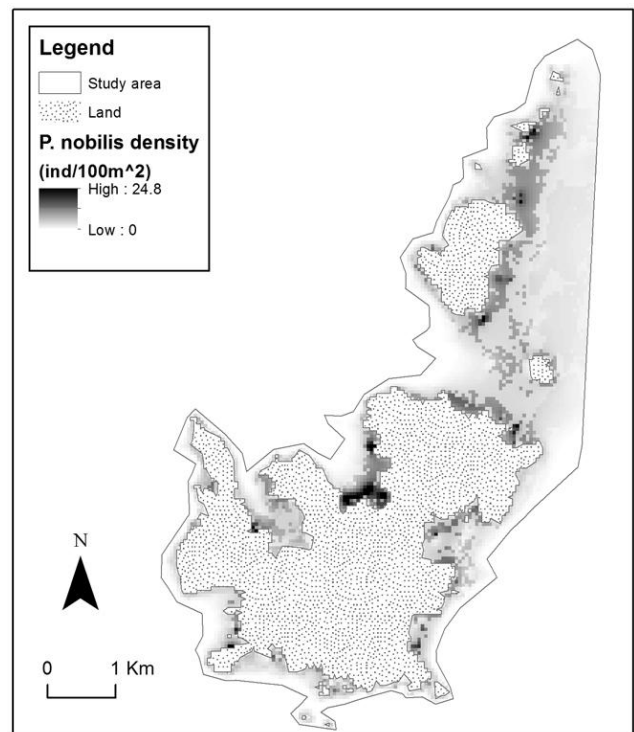 Legend
Study area
Land
P. nobilis density
(ind/100m^2)
High : 24.8
Low : 0
N
0 1 Km